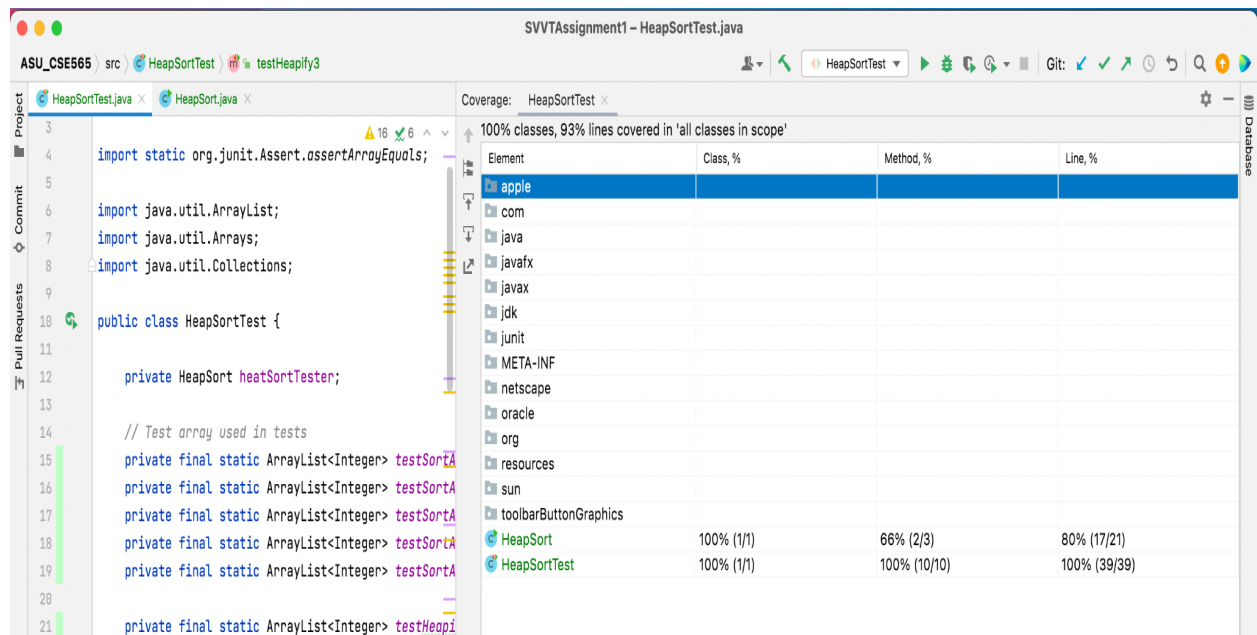 SVVTAssignment1 – HeapSortTest.java
ASU_CSE565 〉 src 〉 HeapSortTest 〉 testHeapify3
HeapSortTest
Git:
HeapSortTest.java
HeapSort.java
Coverage: HeapSortTest
Project
Commit
Pull Requests
Database
16 6
3
4 import static org.junit.Assert.assertArrayEquals;
5
6 import java.util.ArrayList;
7 import java.util.Arrays;
8 import java.util.Collections;
9
10 public class HeapSortTest {
11
12 private HeapSort heatSortTester;
13
14 // Test array used in tests
15 private final static ArrayList<Integer> testSortA
16 private final static ArrayList<Integer> testSortA
17 private final static ArrayList<Integer> testSortA
18 private final static ArrayList<Integer> testSortA
19 private final static ArrayList<Integer> testSortA
20
21 private final static ArrayList<Integer> testHeapi
100% classes, 93% lines covered in 'all classes in scope'
Element Class, % Method, % Line, %
apple
com
java
javafx
javax
jdk
junit
META-INF
netscape
oracle
org
resources
sun
toolbarButtonGraphics
HeapSort 100% (1/1) 66% (2/3) 80% (17/21)
HeapSortTest 100% (1/1) 100% (10/10) 100% (39/39)